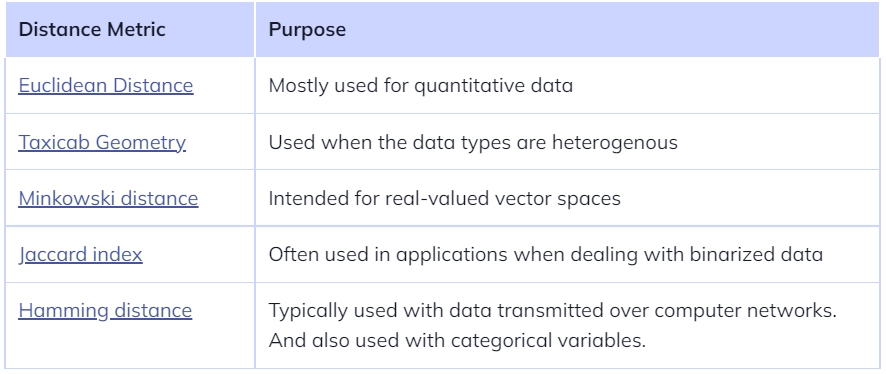 Distance Metric Purpose
Euclidean Distance Mostly used for quantitative data
Taxicab Geometry Used when the data types are heterogenous
Minkowski distance Intended for real-valued vector spaces
Jaccard index Often used in applications when dealing with binarized data
Hamming distance Typically used with data transmitted over computer networks.
And also used with categorical variables.